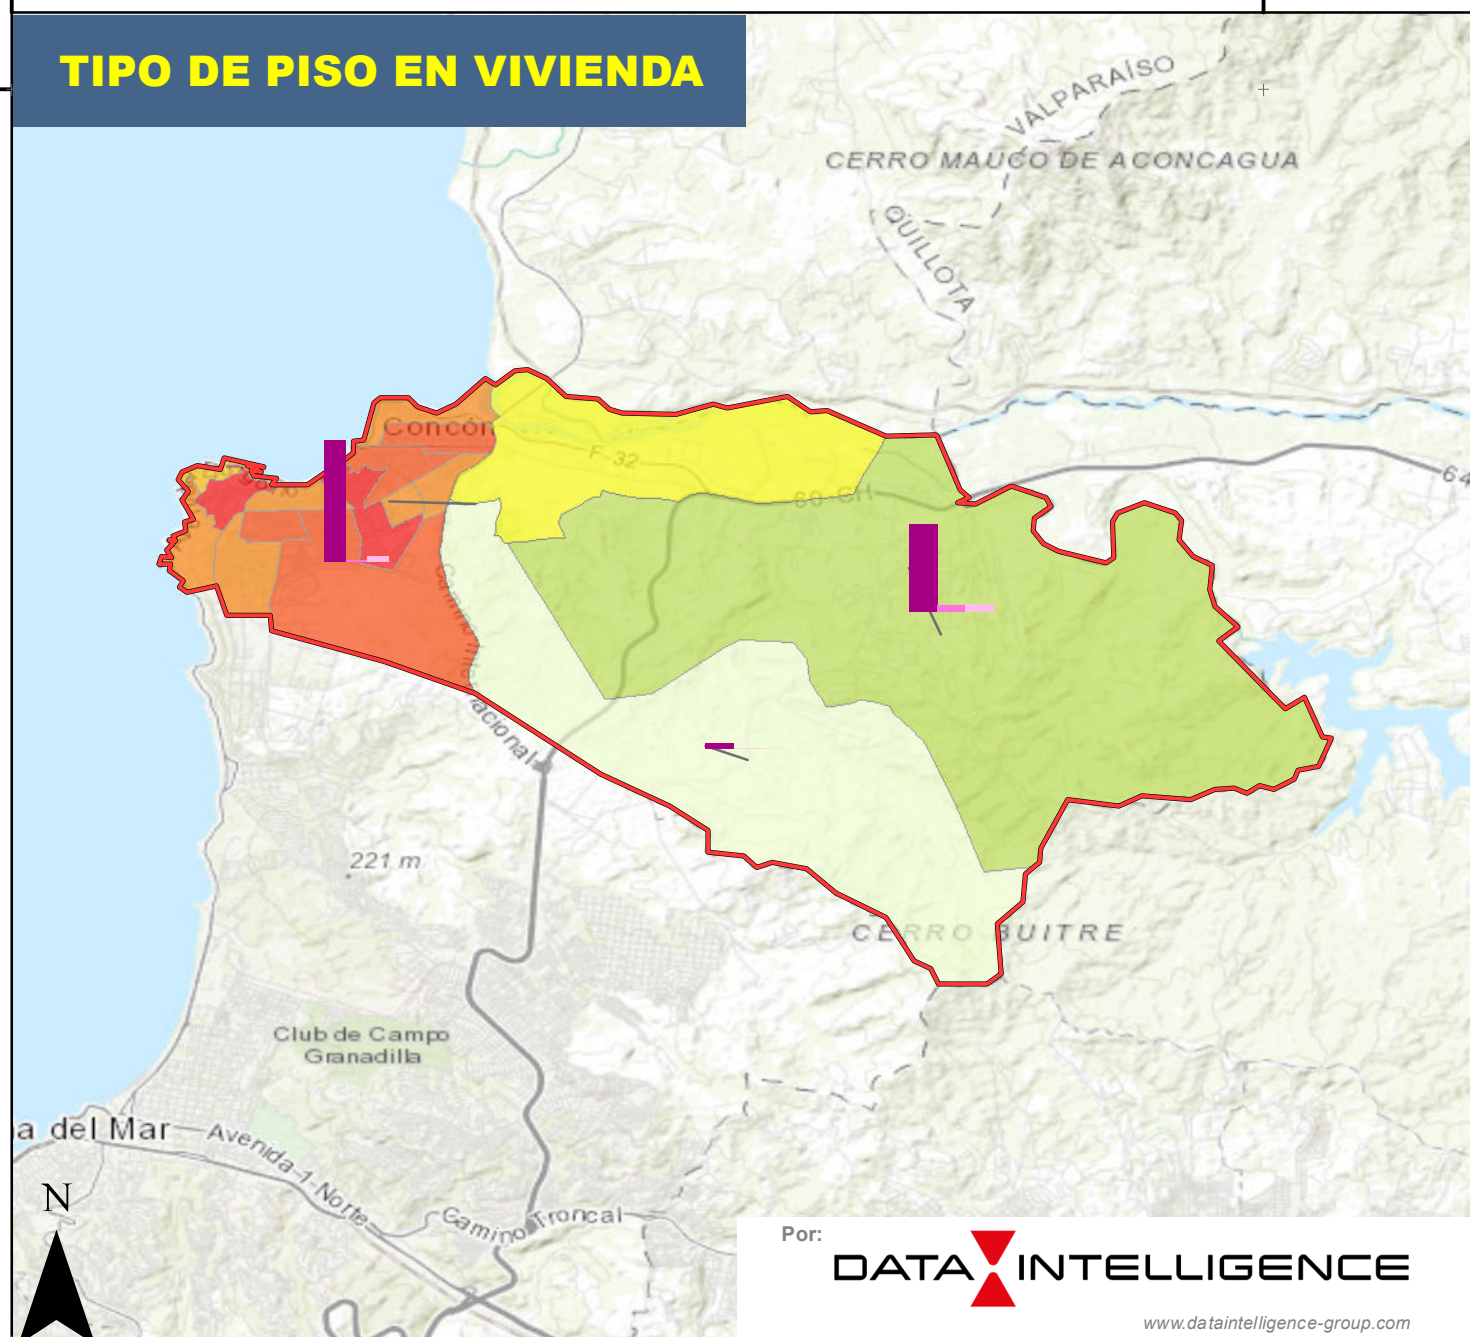 TIPO DE PISO EN VIVIENDA
VALPARAÍSO
CERRO MAUCO DE ACONCAGUA
QUILLOTA
Concón
F-32
60-CH
64
221 m
CERRO BUITRE
Club de Campo
Granadilla
a del Mar
Avenida 1 Norte
Camino Troncal
N
Por:
DATA INTELLIGENCE
www.dataintelligence-group.com